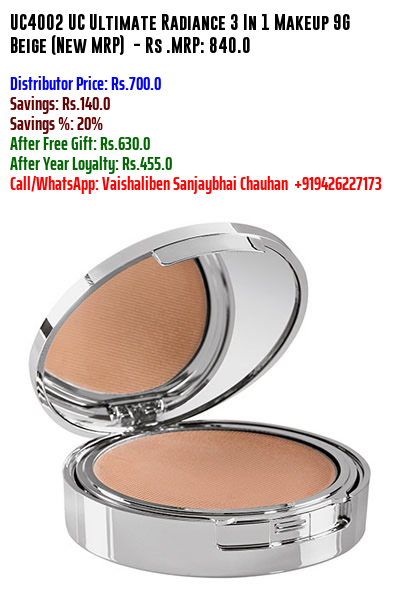 UC4002 UC Ultimate Radiance 3 In 1 Makeup 9G
Beige (New MRP) - Rs .MRP: 840.0
Distributor Price: Rs.700.0
Savings: Rs.140.0
Savings %: 20%
After Free Gift: Rs.630.0
After Year Loyalty: Rs.455.0
Call/WhatsApp: Vaishaliben Sanjaybhai Chauhan +919426227173